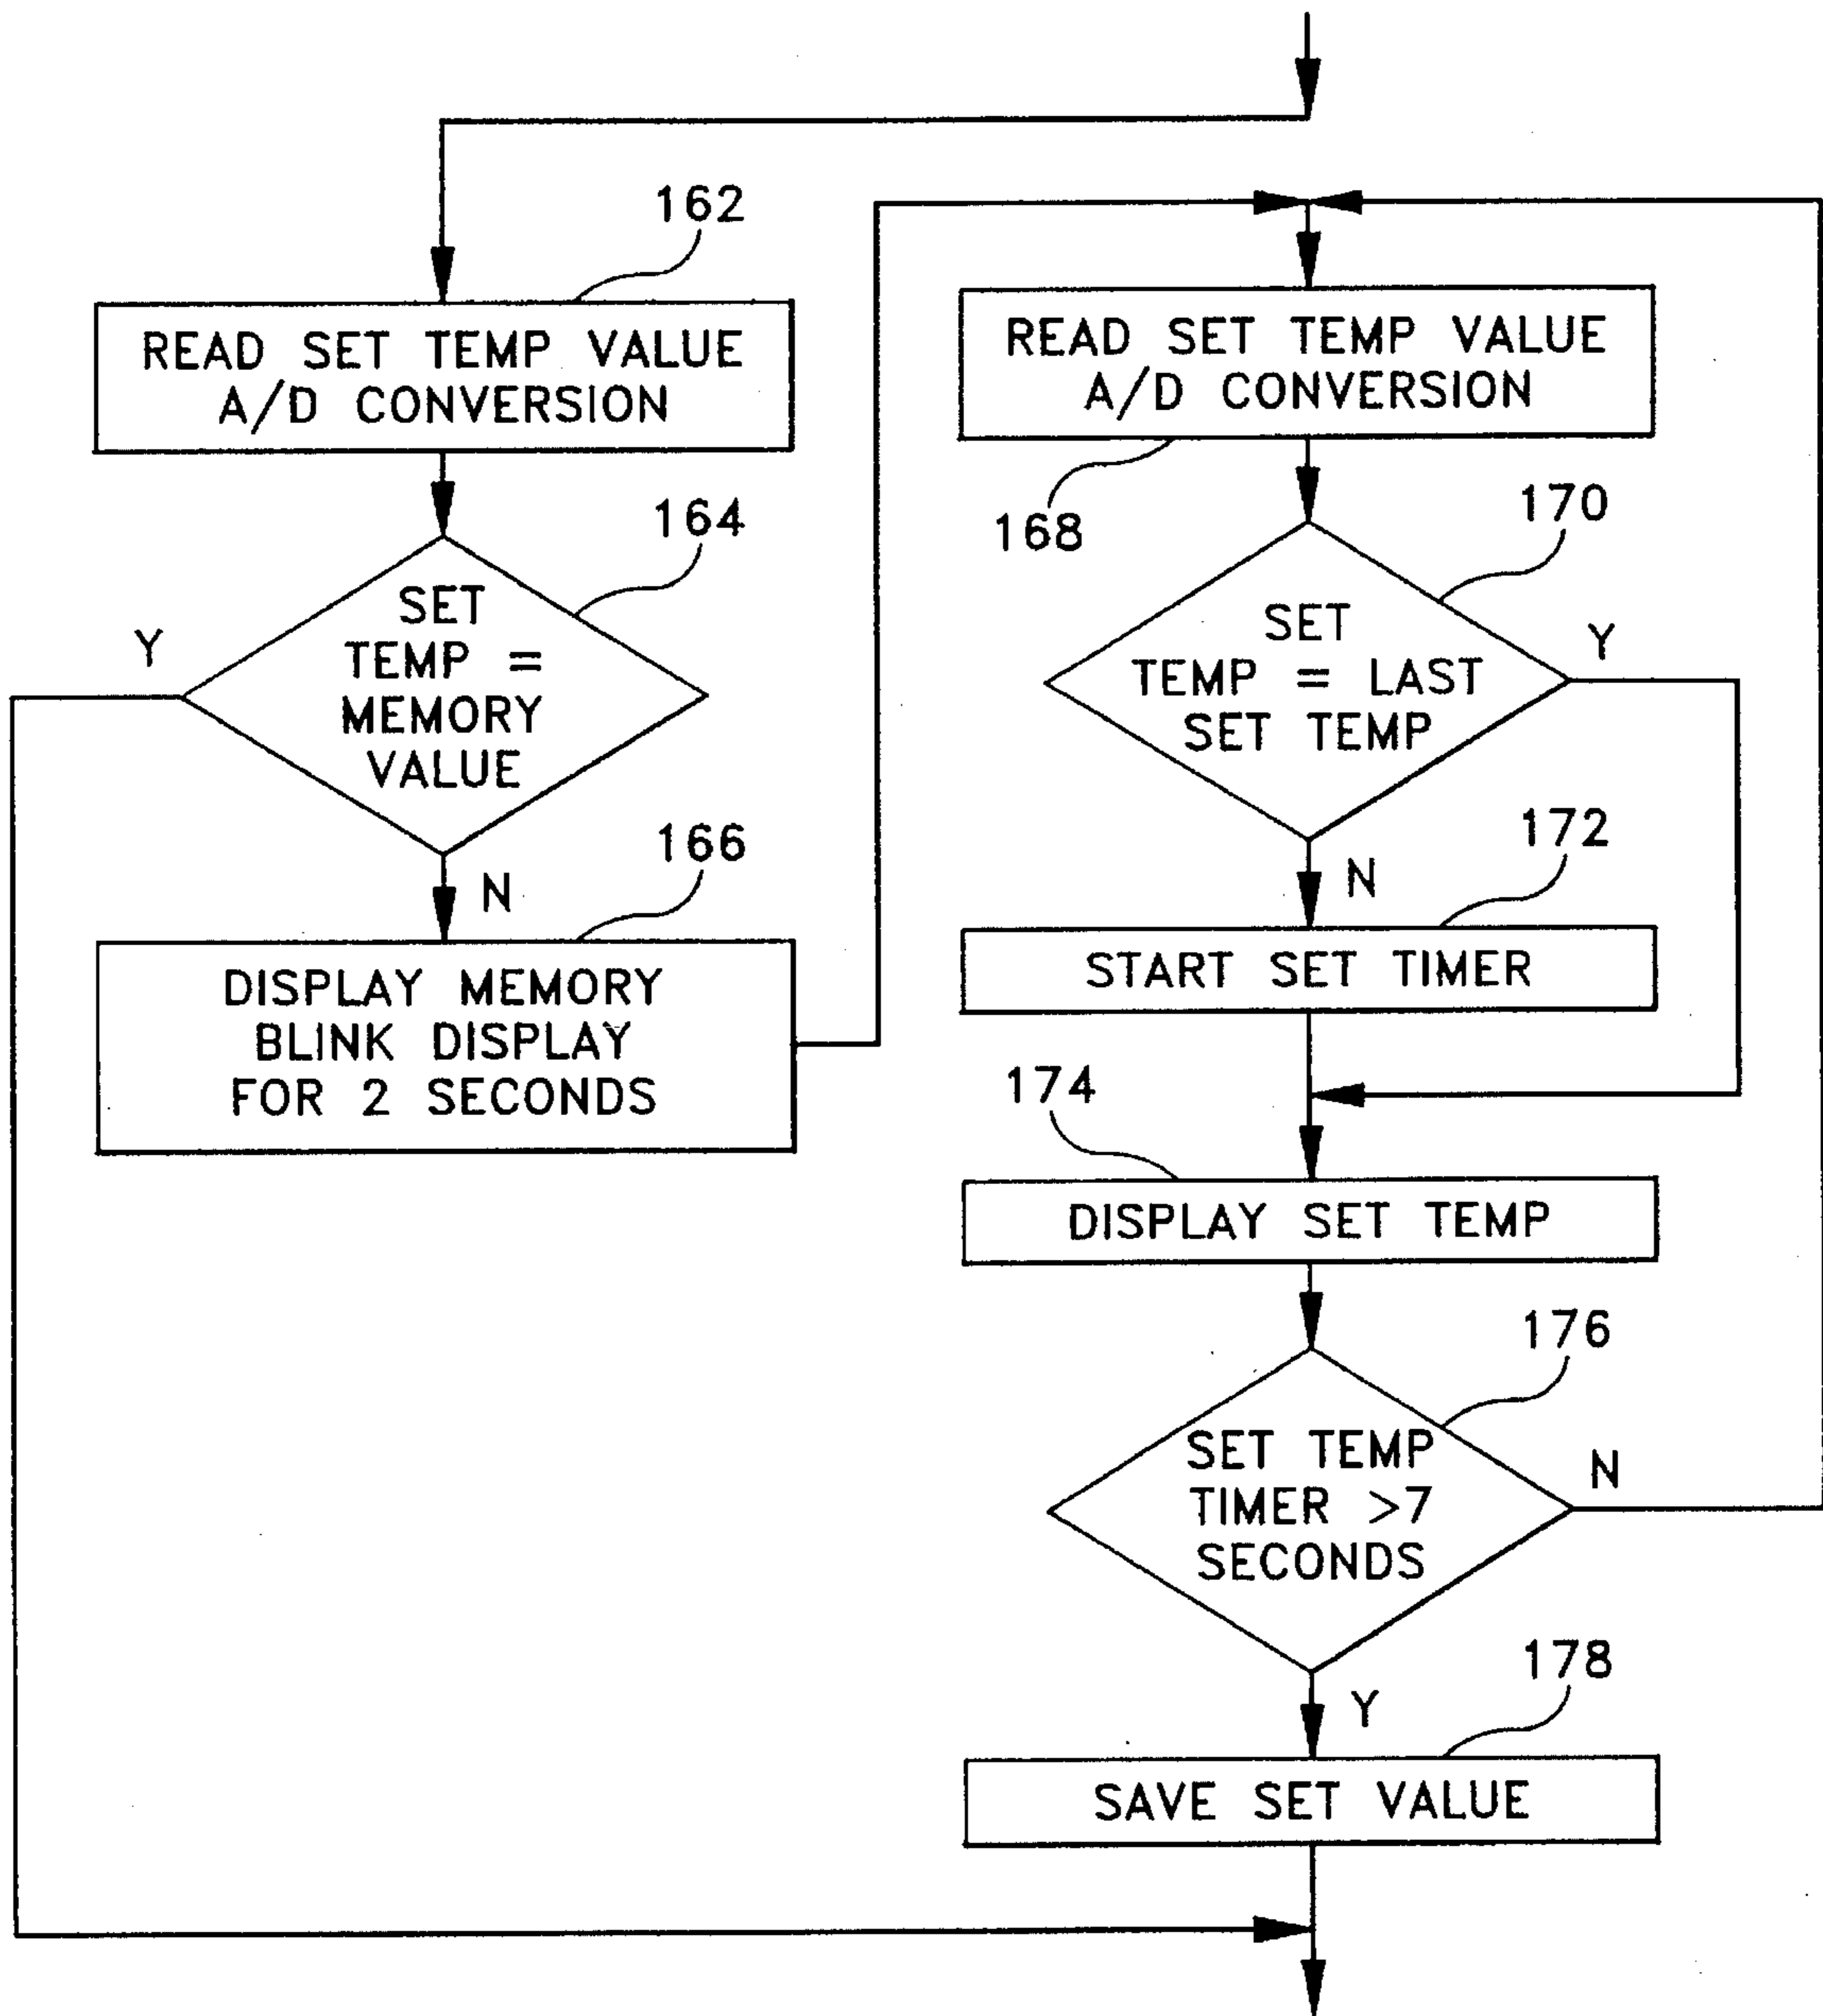 162
READ SET TEMP VALUE
A/D CONVERSION
164
SET
TEMP =
MEMORY
VALUE
Y
N
166
DISPLAY MEMORY
BLINK DISPLAY
FOR 2 SECONDS
READ SET TEMP VALUE
A/D CONVERSION
168
170
SET
TEMP = LAST
SET TEMP
Y
N
172
START SET TIMER
174
DISPLAY SET TEMP
176
SET TEMP
TIMER >7
SECONDS
N
Y
178
SAVE SET VALUE